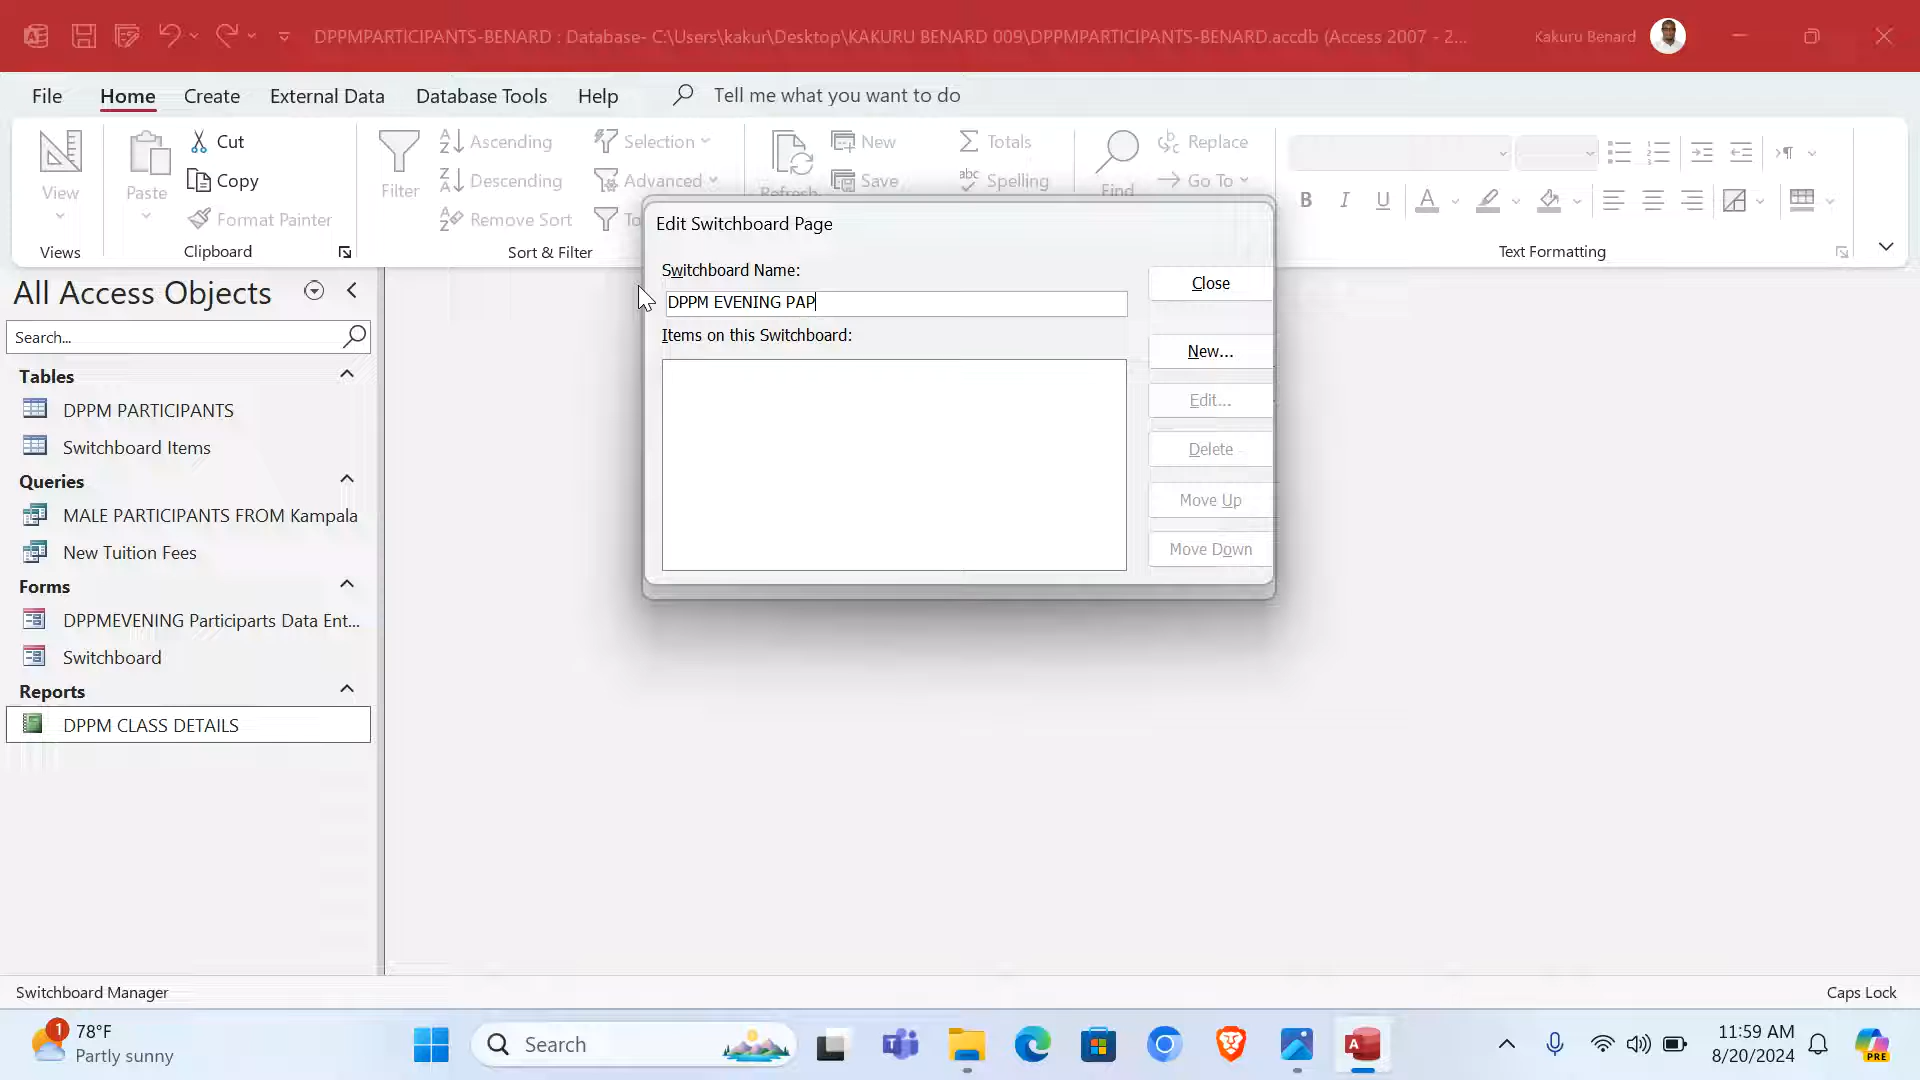 DPPMPARTICIPANTS-BENARD : Database- C:\Users\kakur\Desktop\KAKURU BENARD 009\DPPMPARTICIPANTS-BENARD.accdb (Access 2007 - 2... Kakuru Benard
File Home Create External Data Database Tools Help Tell me what you want to do
View
Views
Paste
Cut
Copy
Format Painter
Clipboard
Filter
Ascending
Descending
Remove Sort
Selection
Advanced
To
Sort & Filter
Refresh
New
Save
Totals
Spelling
Find
Replace
Go To
Text Formatting
All Access Objects
Search...
Tables
DPPM PARTICIPANTS
Switchboard Items
Queries
MALE PARTICIPANTS FROM Kampala
New Tuition Fees
Forms
DPPMEVENING Participarts Data Ent...
Switchboard
Reports
DPPM CLASS DETAILS
Edit Switchboard Page
Switchboard Name:
DPPM EVENING PAP
Items on this Switchboard:
Close
New...
Edit...
Delete
Move Up
Move Down
Switchboard Manager
Caps Lock
1
78°F
Partly sunny
Search
11:59 AM
8/20/2024
PRE